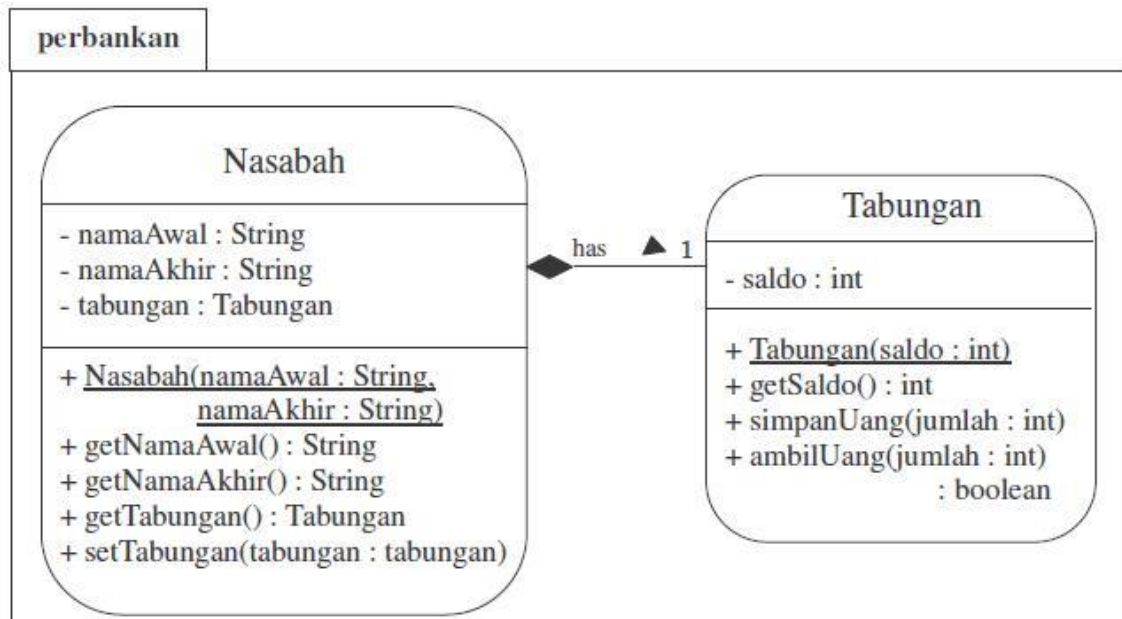 perbankan
Nasabah
- namaAwal : String
- namaAkhir : String
- tabungan : Tabungan
+ Nasabah(namaAwal : String,
namaAkhir : String)
+ getNamaAwal() : String
+ getNamaAkhir() : String
+ getTabungan() : Tabungan
+ setTabungan(tabungan : tabungan)
has 1
Tabungan
- saldo : int
+ Tabungan(saldo : int)
+ getSaldo() : int
+ simpanUang(jumlah : int)
+ ambilUang(jumlah : int)
: boolean